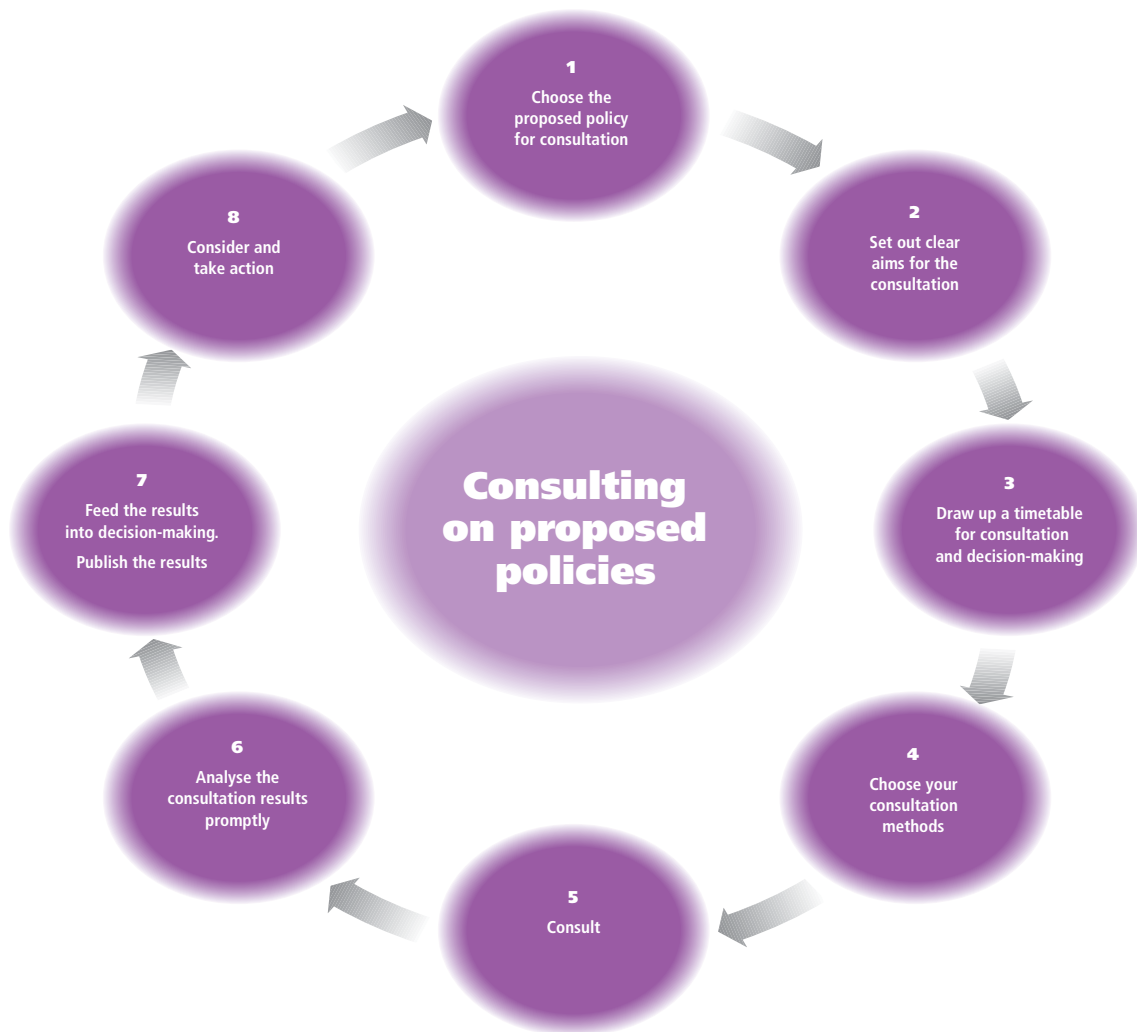 1
Choose the
proposed policy
for consultation
2
Set out clear
aims for the
consultation
3
Draw up a timetable
for consultation
and decision-making
4
Choose your
consultation
methods
5
Consult
6
Analyse the
consultation results
promptly
7
Feed the results
into decision-making.
Publish the results
8
Consider and
take action
Consulting
on proposed
policies